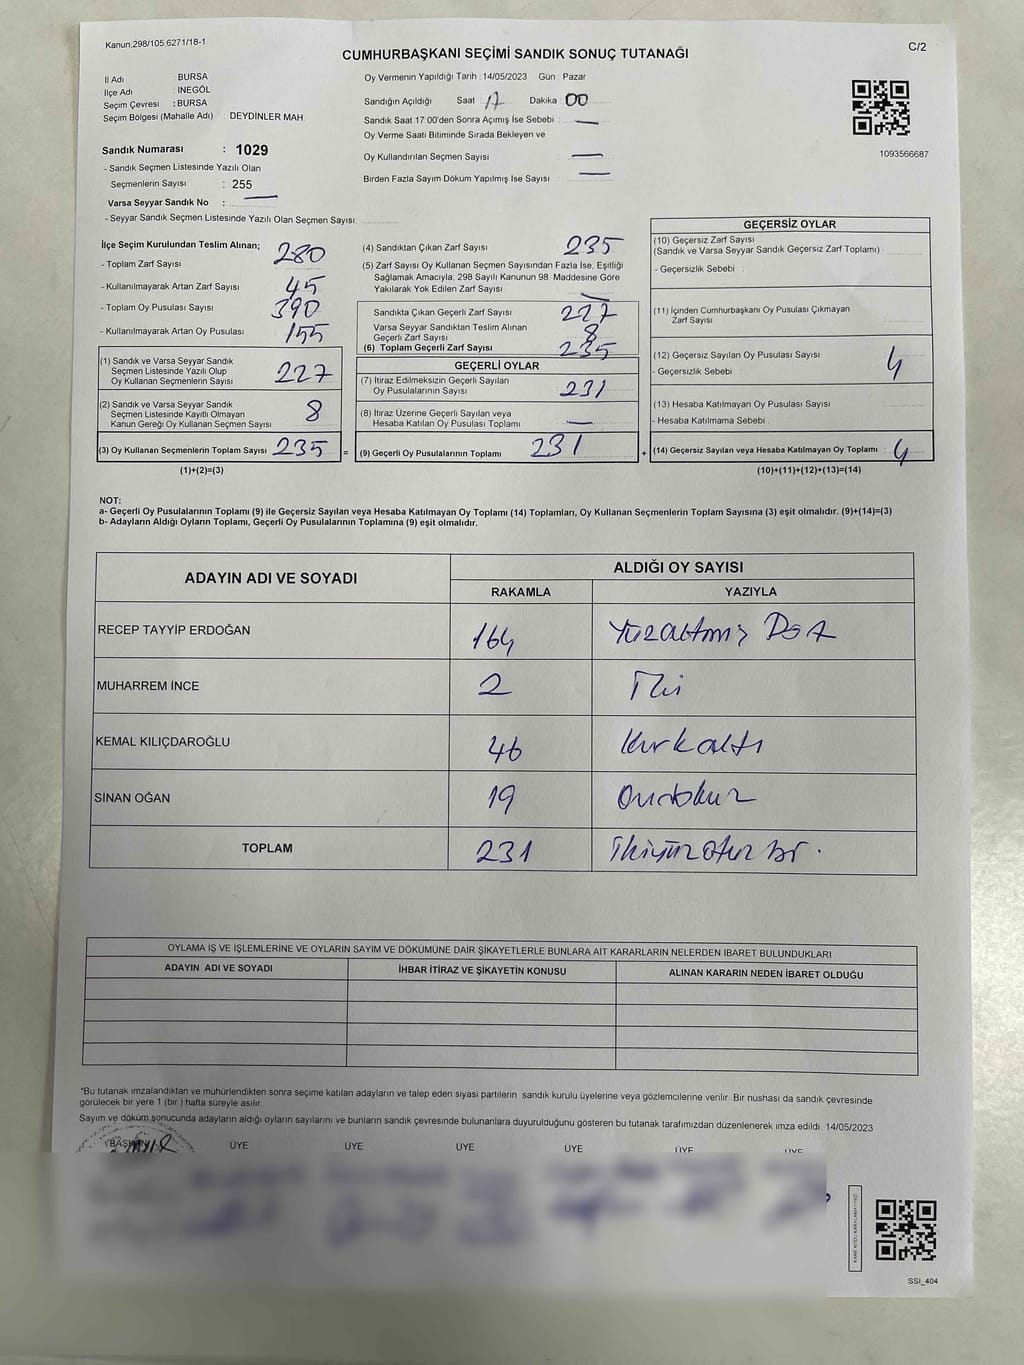 Kanun.298/105.6271/18-1
C/2
CUMHURBAŞKANI SEÇİMİ SANDIK SONUÇ TUTANAĞI
İl Adı : BURSA
İlçe Adı : İNEGÖL
Seçim Çevresi : BURSA
Seçim Bölgesi (Mahalle Adı) DEYDİNLER MAH.
Sandık Numarası : 1029
- Sandık Seçmen Listesinde Yazılı Olan
Seçmenlerin Sayısı : 255
Varsa Seyyar Sandık No :
- Seyyar Sandık Seçmen Listesinde Yazılı Olan Seçmen Sayısı:
Oy Vermenin Yapıldığı Tarih : 14/05/2023 Gün : Pazar
Sandığın Açıldığı Saat 17 Dakika 00
Sandık Saat 17:00'den Sonra Açımış İse Sebebi : —
Oy Verme Saati Bitiminde Sırada Bekleyen ve
Oy Kullandırılan Seçmen Sayısı —
Birden Fazla Sayım Döküm Yapılmış İse Sayısı —
1093566687
İlçe Seçim Kurulundan Teslim Alınan;
- Toplam Zarf Sayısı 280
- Kullanılmayarak Artan Zarf Sayısı 45
- Toplam Oy Pusulası Sayısı 390
- Kullanılmayarak Artan Oy Pusulası 155
(1) Sandık ve Varsa Seyyar Sandık
Seçmen Listesinde Yazılı Olup
Oy Kullanan Seçmenlerin Sayısı 227
(2) Sandık ve Varsa Seyyar Sandık
Seçmen Listesinde Kayıtlı Olmayan
Kanun Gereği Oy Kullanan Seçmen Sayısı 8
(3) Oy Kullanan Seçmenlerin Toplam Sayısı 235 =
(1)+(2)=(3)
(4) Sandıktan Çıkan Zarf Sayısı 235
(5) Zarf Sayısı Oy Kullanan Seçmen Sayısından Fazla İse, Eşitliği
Sağlamak Amacıyla, 298 Sayılı Kanunun 98. Maddesine Göre
Yakılarak Yok Edilen Zarf Sayısı
Sandıkta Çıkan Geçerli Zarf Sayısı 227
Varsa Seyyar Sandıktan Teslim Alınan
Geçerli Zarf Sayısı 8
(6) Toplam Geçerli Zarf Sayısı 235
GEÇERLİ OYLAR
(7) İtiraz Edilmeksizin Geçerli Sayılan
Oy Pusulalarının Sayısı 231
(8) İtiraz Üzerine Geçerli Sayılan veya
Hesaba Katılan Oy Pusulası Toplamı —
(9) Geçerli Oy Pusulalarının Toplamı 231 +
GEÇERSİZ OYLAR
(10) Geçersiz Zarf Sayısı
(Sandık ve Varsa Seyyar Sandık Geçersiz Zarf Toplamı) :
- Geçersizlik Sebebi :
(11) İçinden Cumhurbaşkanı Oy Pusulası Çıkmayan
Zarf Sayısı
(12) Geçersiz Sayılan Oy Pusulası Sayısı 4
- Geçersizlik Sebebi :
(13) Hesaba Katılmayan Oy Pusulası Sayısı
- Hesaba Katılmama Sebebi
(14) Geçersiz Sayılan veya Hesaba Katılmayan Oy Toplamı : 4
(10)+(11)+(12)+(13)=(14)
NOT:
a- Geçerli Oy Pusulalarının Toplamı (9) ile Geçersiz Sayılan veya Hesaba Katılmayan Oy Toplamı (14) Toplamları, Oy Kullanan Seçmenlerin Toplam Sayısına (3) eşit olmalıdır. (9)+(14)=(3)
b- Adayların Aldığı Oyların Toplamı, Geçerli Oy Pusulalarının Toplamına (9) eşit olmalıdır.
ADAYIN ADI VE SOYADI ALDIĞI OY SAYISI
RAKAMLA YAZIYLA
RECEP TAYYİP ERDOĞAN 164 Yüzaltmış
MUHARREM İNCE 2 İki
KEMAL KILIÇDAROĞLU 46 Kırkaltı
SİNAN OĞAN 19 Ondokuz
TOPLAM 231 İkiyüzotuz bir.
OYLAMA İŞ VE İŞLEMLERİNE VE OYLARIN SAYIM VE DÖKÜMÜNE DAİR ŞİKAYETLERLE BUNLARA AİT KARARLARIN NELERDEN İBARET BULUNDUKLARI
ADAYIN ADI VE SOYADI İHBAR İTİRAZ VE ŞİKAYETİN KONUSU ALINAN KARARIN NEDEN İBARET OLDUĞU
*Bu tutanak imzalandıktan ve mühürlendikten sonra seçime katılan adayların ve talep eden siyasi partilerin sandık kurulu üyelerine veya gözlemcilerine verilir. Bir nushası da sandık çevresinde
görülecek bir yere 1 (bir ) hafta süreyle asılır.
Sayım ve döküm sonucunda adayların aldığı oyların sayılarını ve bunların sandık çevresinde bulunanlara duyurulduğunu gösteren bu tutanak tarafımızdan düzenlenerek imza edildi. 14/05/2023
BAŞKAN ÜYE ÜYE ÜYE ÜYE ÜYE ÜYE
SSI_404